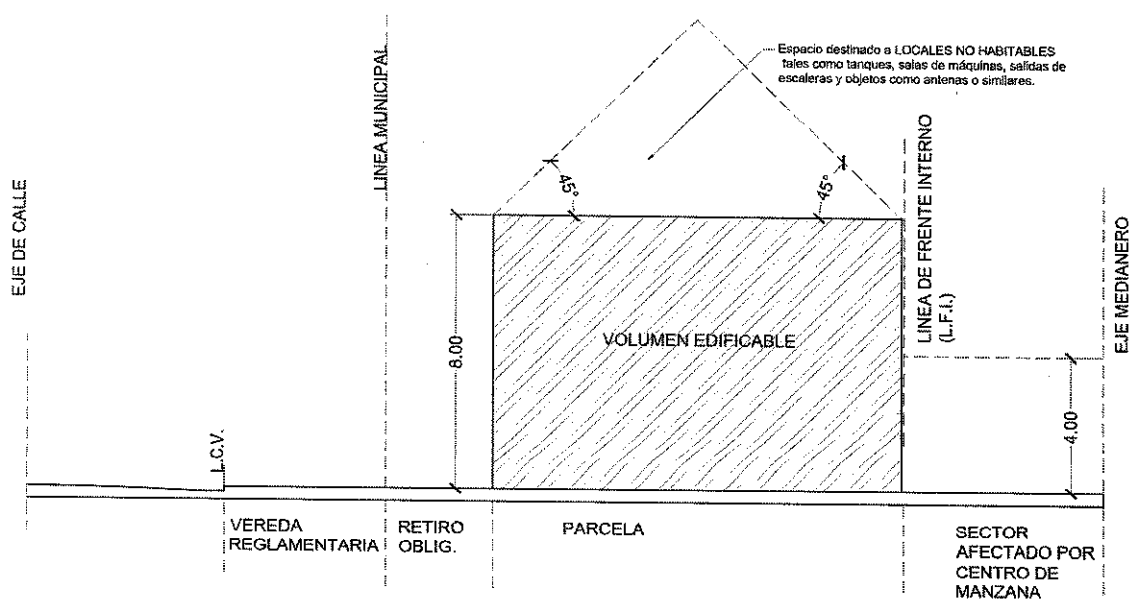 Espacio destinado a LOCALES NO HABITABLES
tales como tanques, salas de máquinas, salidas de
escaleras y objetos como antenas o similares.
EJE DE CALLE
LINEA MUNICIPAL
LINEA DE FRENTE INTERNO
(L.F.I.)
EJE MEDIANERO
45°
45°
8.00
VOLUMEN EDIFICABLE
4.00
L.C.V.
VEREDA
REGLAMENTARIA
RETIRO
OBLIG.
PARCELA
SECTOR
AFECTADO POR
CENTRO DE
MANZANA